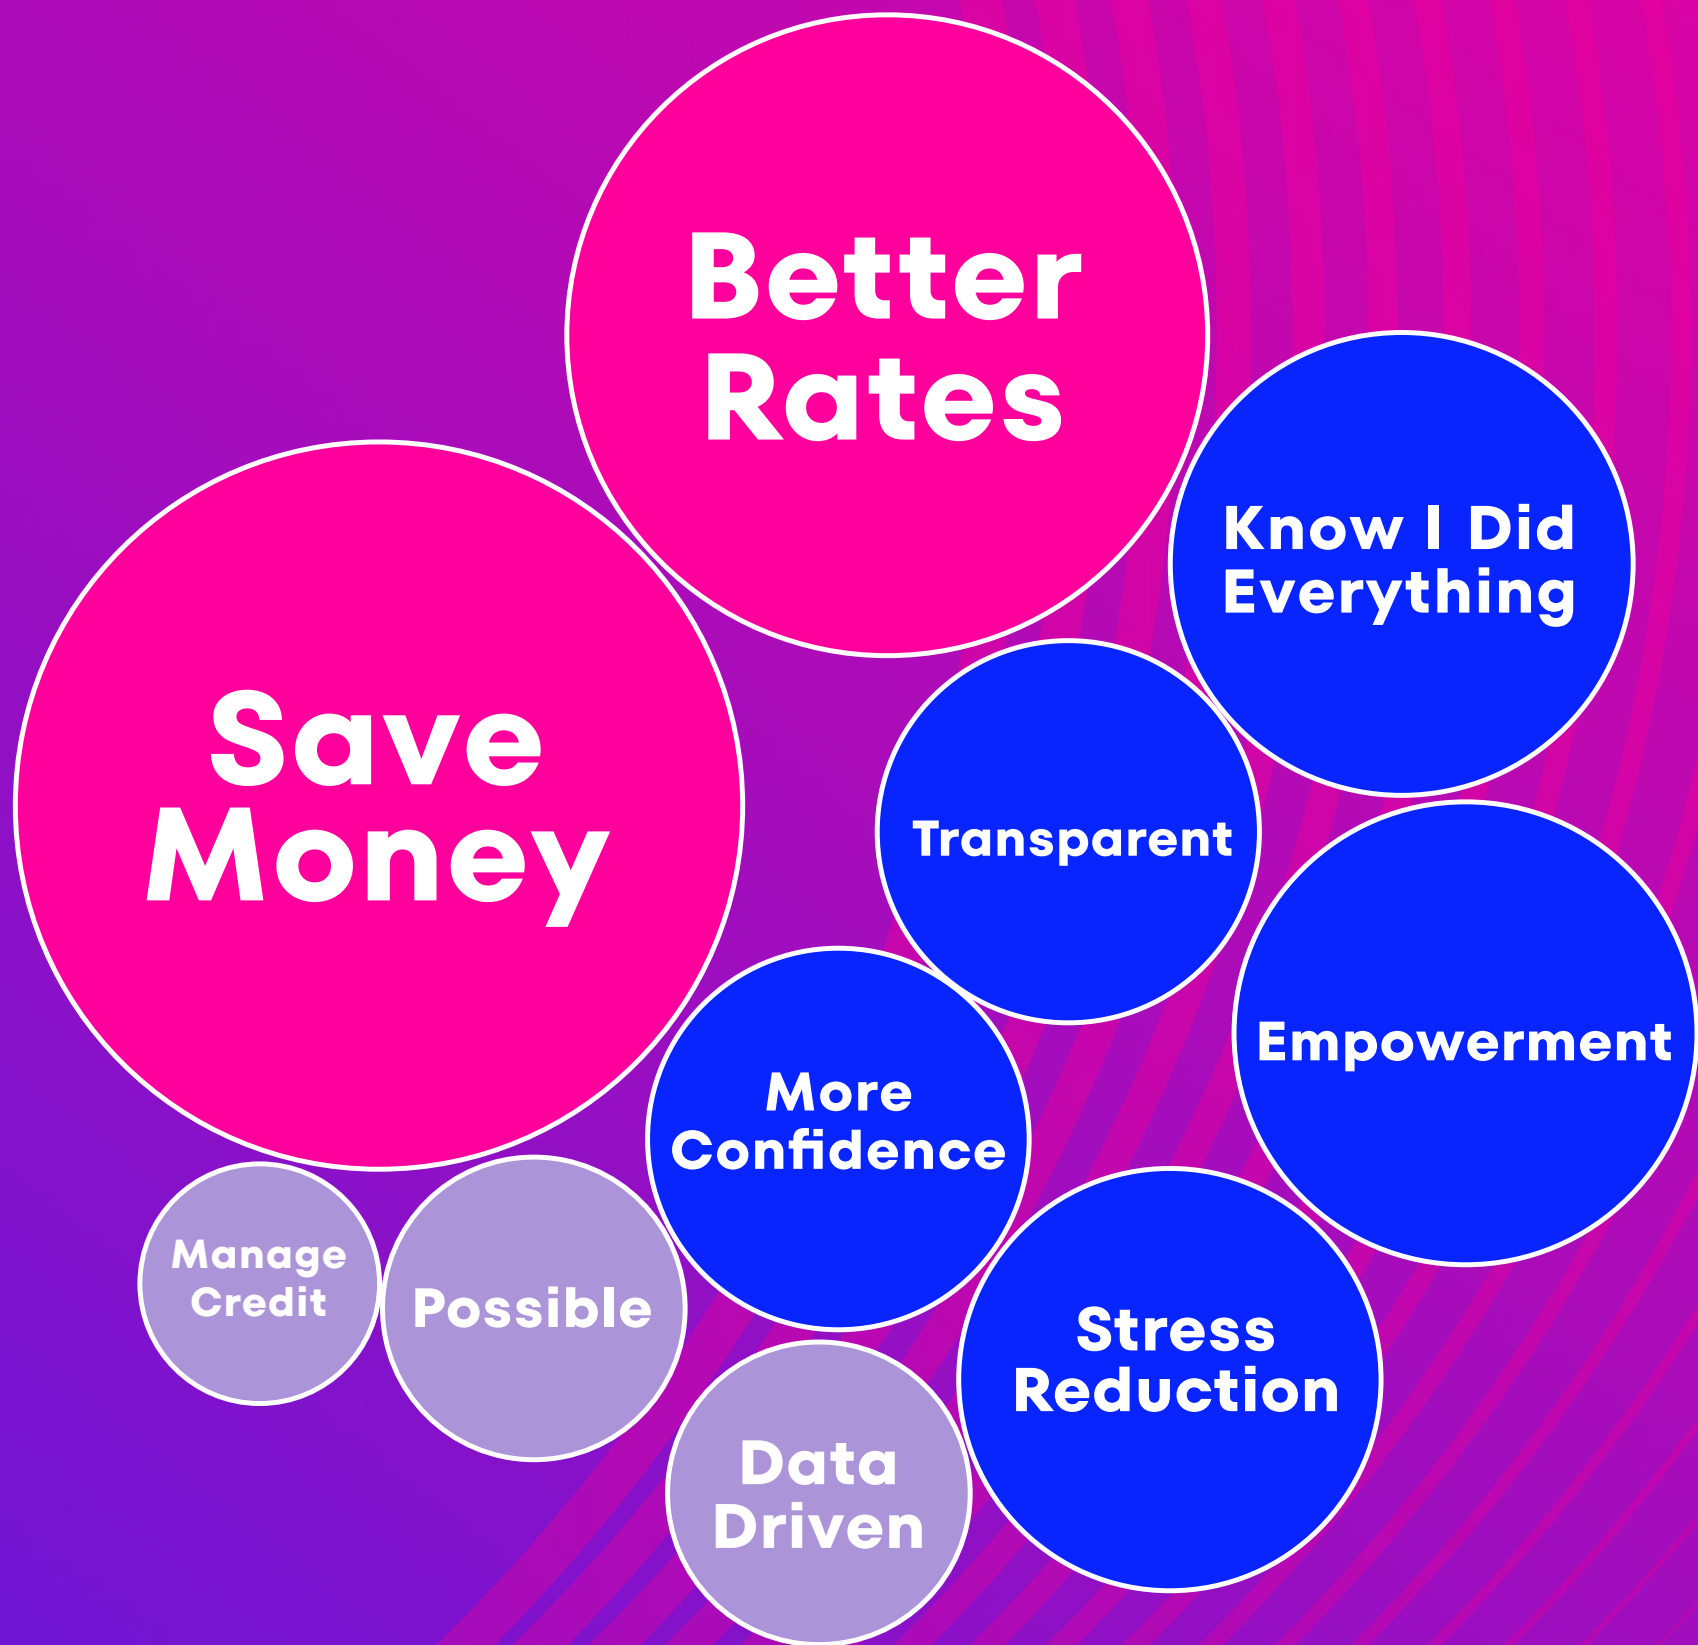 Better
Rates
Know I Did
Everything
Save
Money
Transparent
Empowerment
More
Confidence
Manage
Credit
Possible
Stress
Reduction
Data
Driven